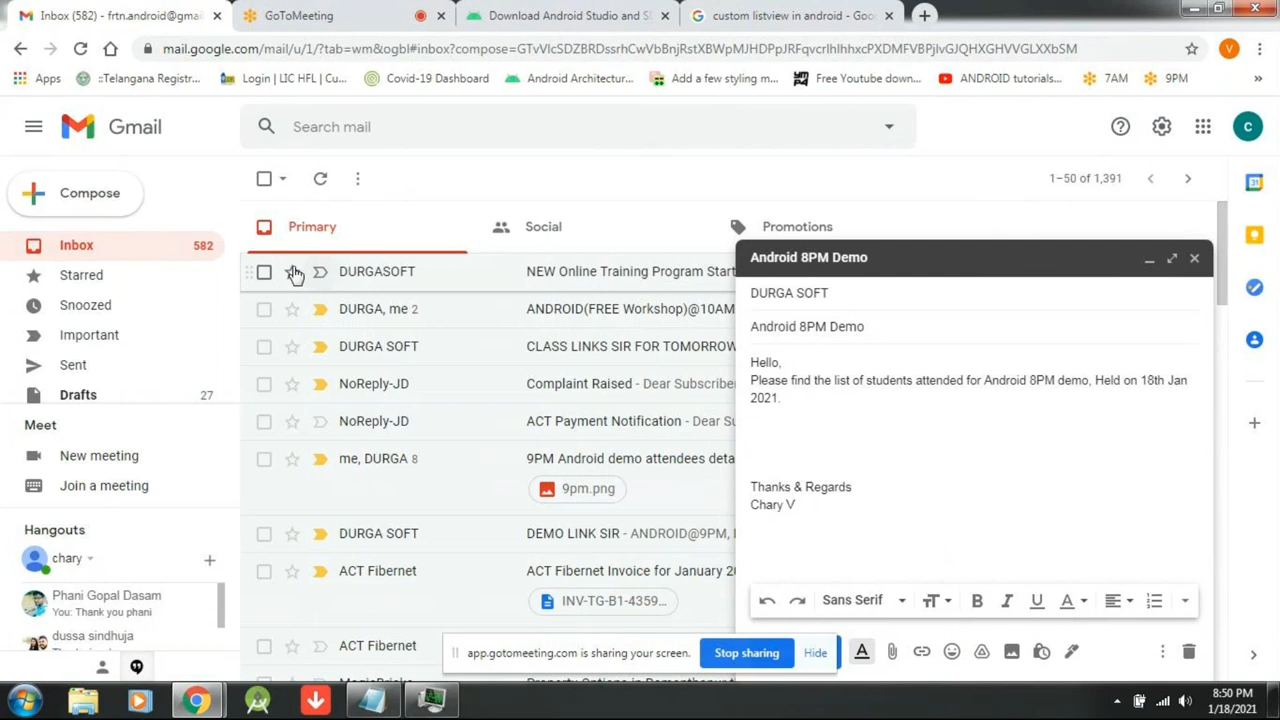 Inbox (582) - frtn.android@gmai
GoToMeeting
Download Android Studio and S
custom listview in android - Goo
mail.google.com/mail/u/1/?tab=wm&ogbl#inbox?compose=GTvVlcSDZBRDssrhCwVbBnjRstXBWpMJHDPpJRFqvcrlhlhhxcPXDMFVBPjlvGJQHXGHVVGLXXbSM
V
Apps
::Telangana Registr...
Login | LIC HFL | Cu...
Covid-19 Dashboard
Android Architectur...
Add a few styling m...
Free Youtube down...
ANDROID tutorials...
7AM
9PM
»
Gmail
Search mail
C
Compose
1–50 of 1,391
Primary
Social
Promotions
Inbox 582
Starred
Snoozed
Important
Sent
Drafts 27
Meet
New meeting
Join a meeting
Hangouts
chary
Phani Gopal Dasam
You: Thank you phani
dussa sindhuja
DURGASOFT NEW Online Training Program Start
DURGA, me 2 ANDROID(FREE Workshop)@10AM
DURGA SOFT CLASS LINKS SIR FOR TOMORROW
NoReply-JD Complaint Raised - Dear Subscribe
NoReply-JD ACT Payment Notification - Dear Su
me, DURGA 8 9PM Android demo attendees deta
9pm.png
DURGA SOFT DEMO LINK SIR - ANDROID@9PM,
ACT Fibernet ACT Fibernet Invoice for January 2
INV-TG-B1-4359...
ACT Fibernet
Android 8PM Demo
DURGA SOFT
Android 8PM Demo
Hello,
Please find the list of students attended for Android 8PM demo, Held on 18th Jan
2021.
Thanks & Regards
Chary V
Sans Serif
B I U A
app.gotomeeting.com is sharing your screen. Stop sharing Hide
8:50 PM
1/18/2021